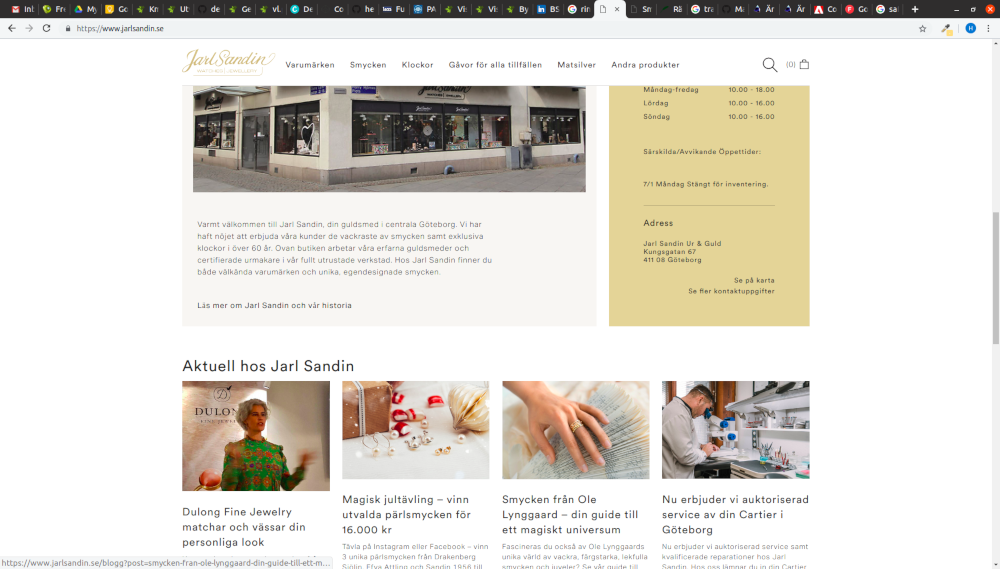 https://www.jarlsandin.se
Jarl Sandin
WATCHES | JEWELLERY
Varumärken Smycken Klockor Gåvor för alla tillfällen Matsilver Andra produkter
(0)
Jarl Sandin
Varmt välkommen till Jarl Sandin, din guldsmed i centrala Göteborg. Vi har
haft nöjet att erbjuda våra kunder de vackraste av smycken samt exklusiva
klockor i över 60 år. Ovan butiken arbetar våra erfarna guldsmeder och
certifierade urmakare i vår fullt utrustade verkstad. Hos Jarl Sandin finner du
både välkända varumärken och unika, egendesignade smycken.
Läs mer om Jarl Sandin och vår historia
Måndag-fredag 10.00 - 18.00
Lördag 10.00 - 16.00
Söndag 10.00 - 16.00
Särskilda/Avvikande Öppettider:
7/1 Måndag Stängt för inventering.
Adress
Jarl Sandin Ur & Guld
Kungsgatan 67
411 08 Göteborg
Se på karta
Se fler kontaktuppgifter
Aktuell hos Jarl Sandin
DULONG
FINE JEWELRY
Dulong Fine Jewelry
matchar och vässar din
personliga look
Magisk jultävling – vinn
utvalda pärlsmycken för
16.000 kr
Tävla på Instagram eller Facebook – vinn
3 unika pärlsmycken från Drakenberg
Sjölin, Efva Attling och Sandin 1956 till
Smycken från Ole
Lynggaard – din guide till
ett magiskt universum
Fascineras du också av Ole Lynggaards
unika värld av vackra, färgstarka, lekfulla
smycken och juveler? Se vår guide till
Nu erbjuder vi auktoriserad
service av din Cartier i
Göteborg
Nu erbjuder vi auktoriserad service samt
kvalificerade reparationer hos Jarl
Sandin. Hos oss lämnar du in din Cartier
https://www.jarlsandin.se/blogg?post=smycken-fran-ole-lynggaard-din-guide-till-ett-m...